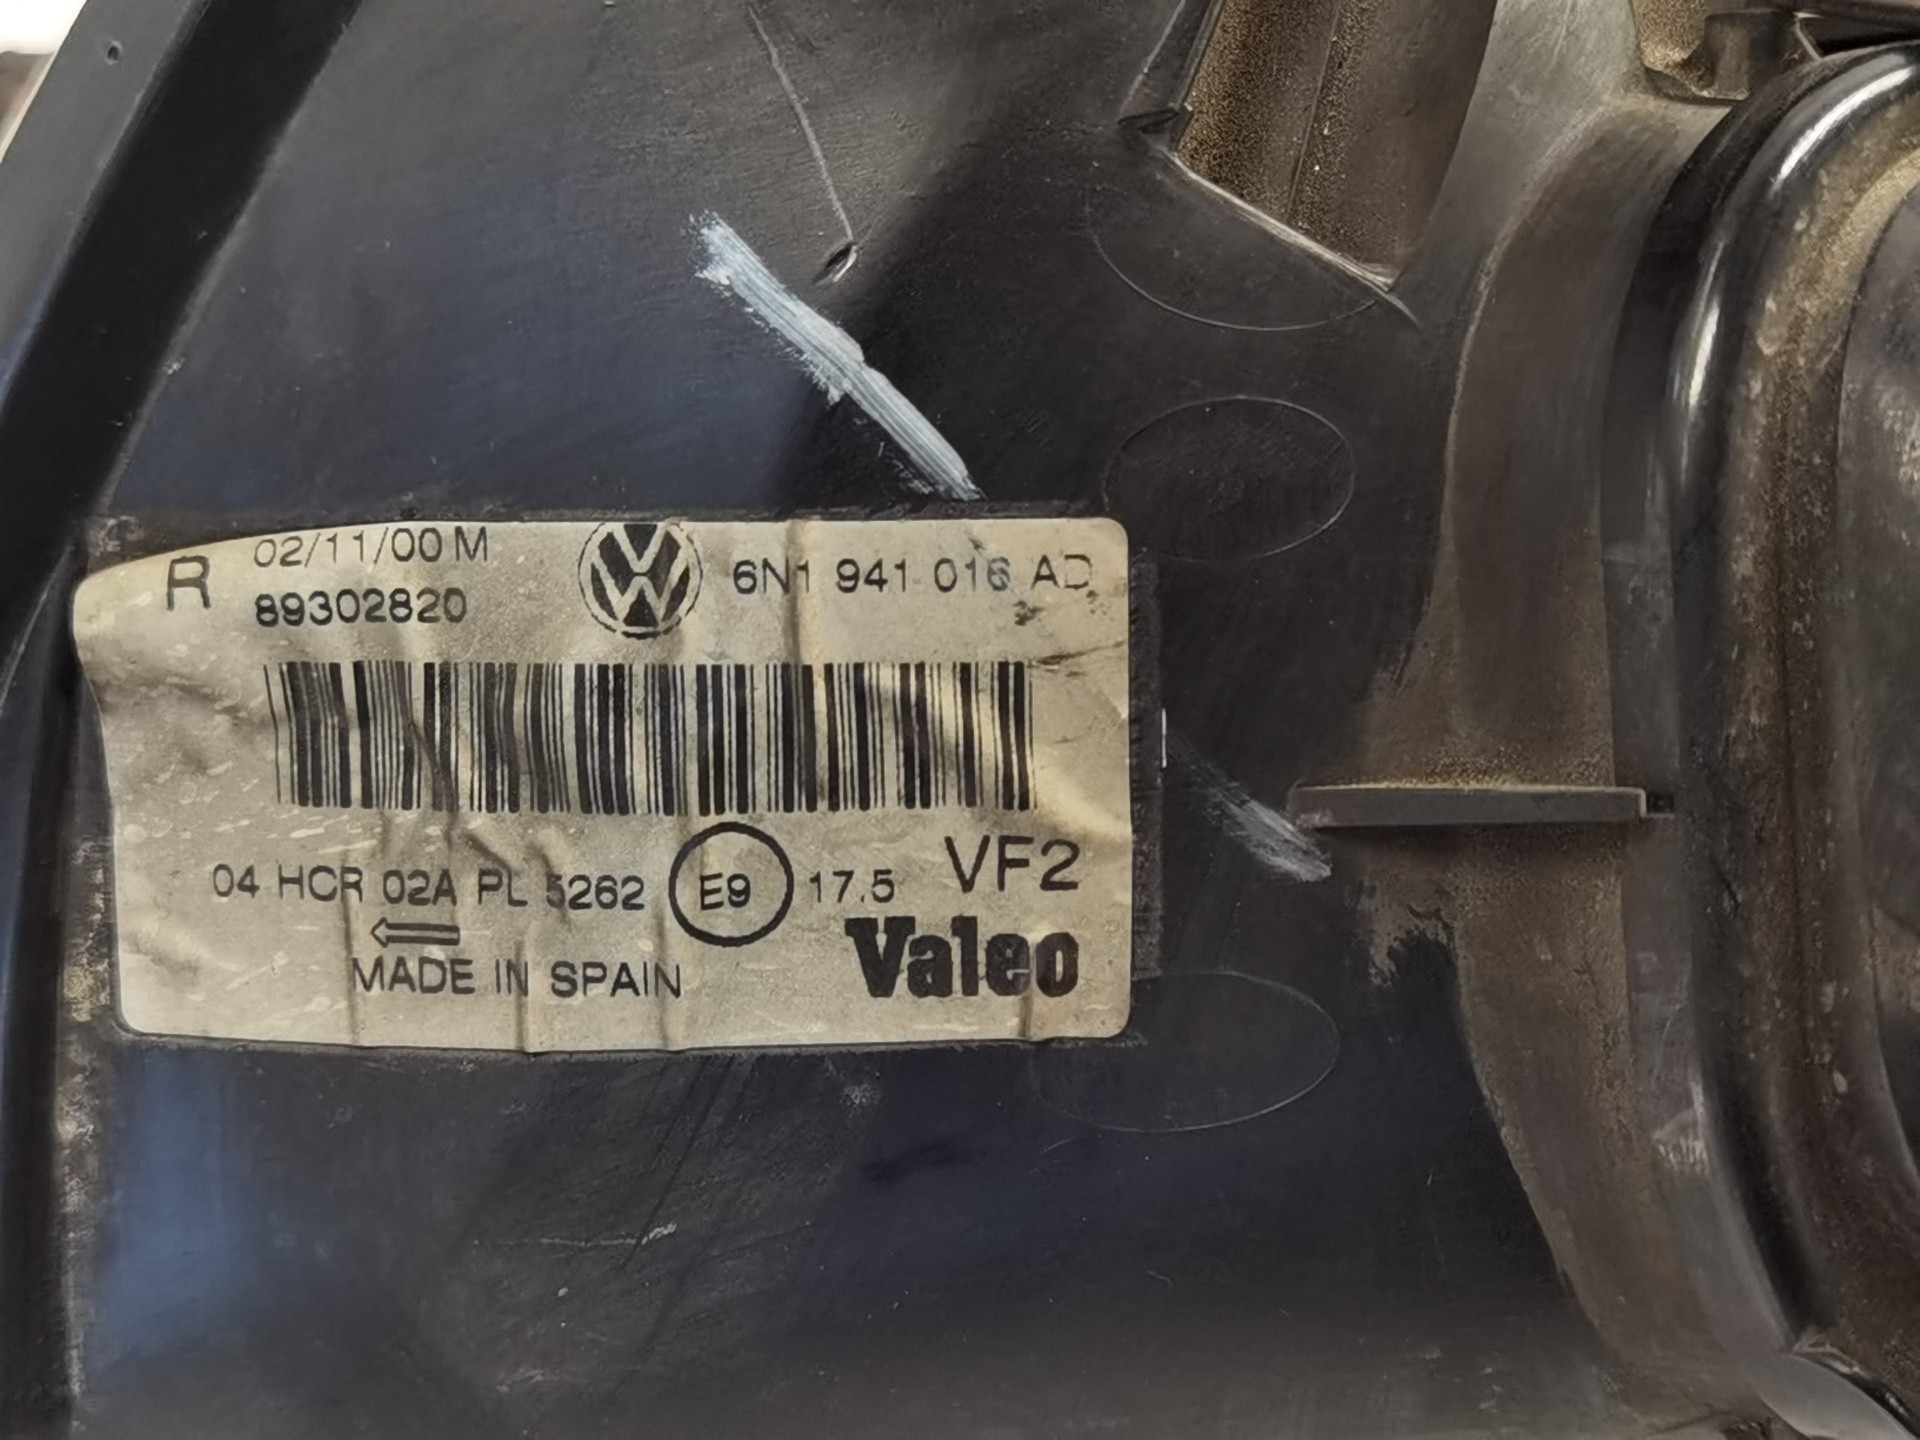 R 02/11/00 M 6N1 941 016 AD
89302820
04 HCR 02A PL 5262 E9 17.5 VF2
MADE IN SPAIN Valeo